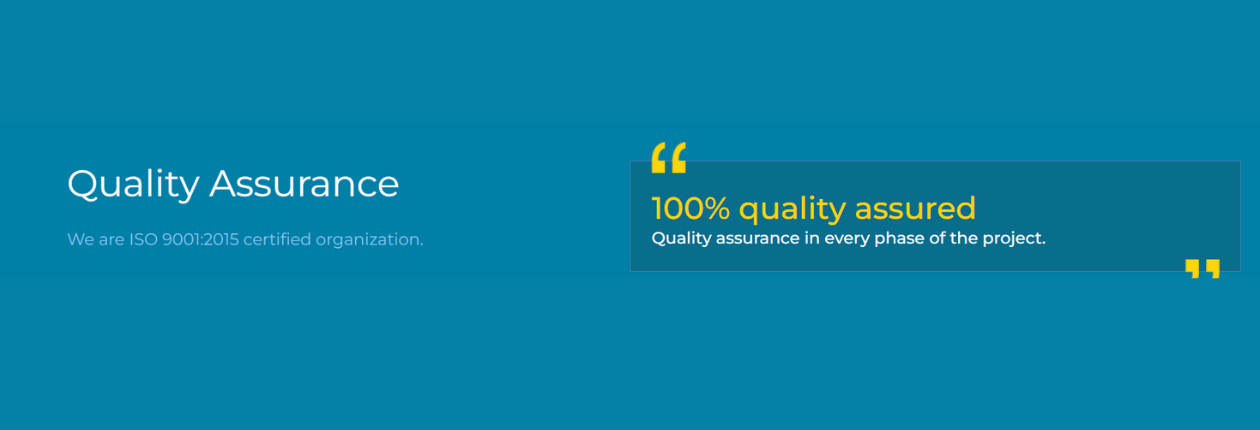 Quality Assurance
We are ISO 9001:2015 certified organization.
“
100% quality assured
Quality assurance in every phase of the project.
”